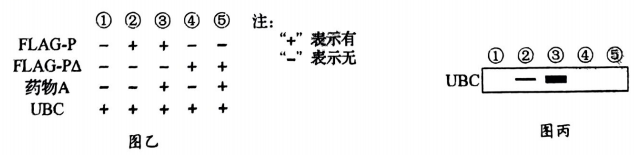 ① ② ③ ④ ⑤
FLAG-P − + + − −
FLAG-PΔ − − − + +
药物A − − + − +
UBC + + + + +
图乙
注:
“+”表示有
“−”表示无
① ② ③ ④ ⑤
UBC
图丙